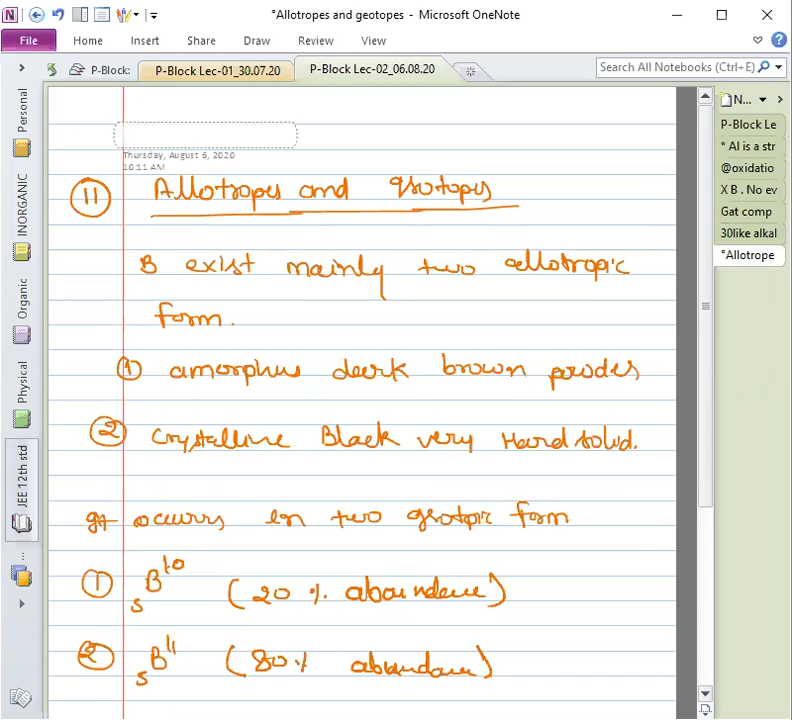 °Allotropes and geotopes - Microsoft OneNote
File Home Insert Share Draw Review View
P-Block: P-Block Lec-01_30.07.20 P-Block Lec-02_06.08.20 Search All Notebooks (Ctrl+E)
N...
P-Block Le
* Al is a str
@oxidatio
X B . No ev
Gat comp
30like alkal
°Allotrope
Personal
INORGANIC
Organic
Physical
JEE 12th std
Thursday, August 6, 2020
10:11 AM
11 Allotropes and Isotopes
B exist mainly two allotropic
form.
1 amorphus dark brown powder
2 Crystalline Black very Hard solid.
It occurrs in two Isotopic form
1 5B10 (20 % abundance)
2 5B11 (80% abundance)